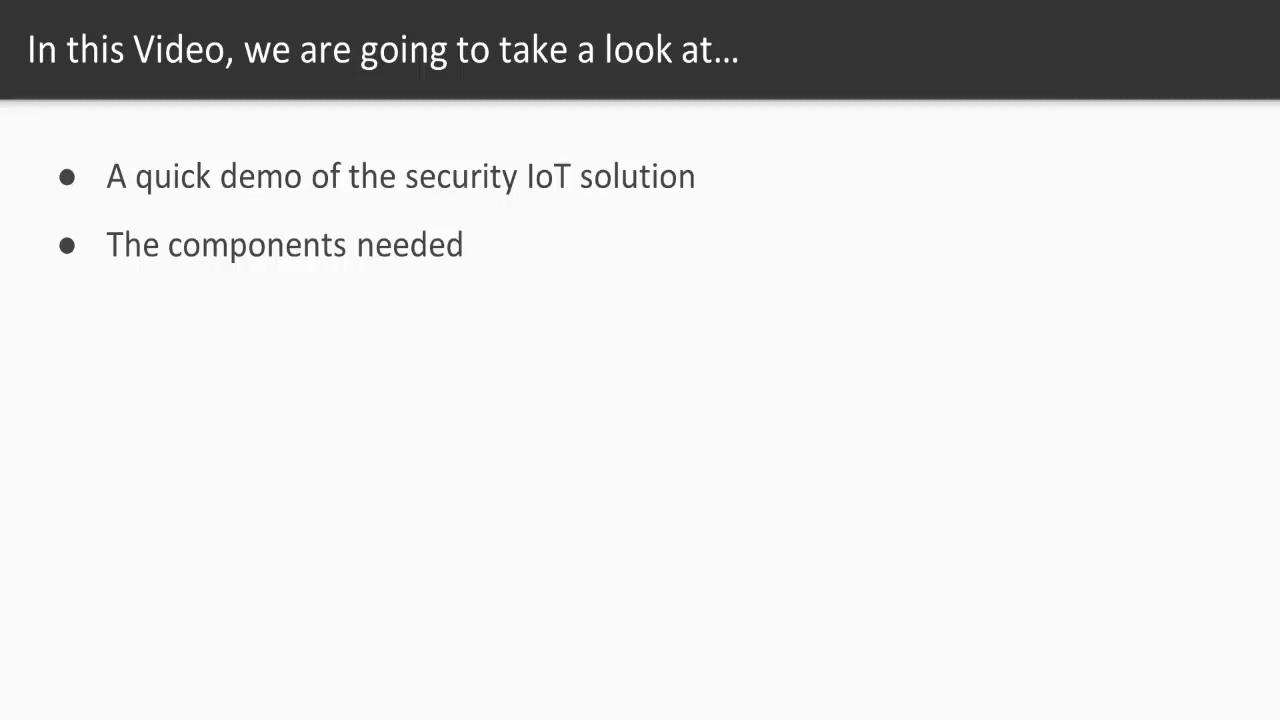 In this Video, we are going to take a look at...
● A quick demo of the security IoT solution
● The components needed